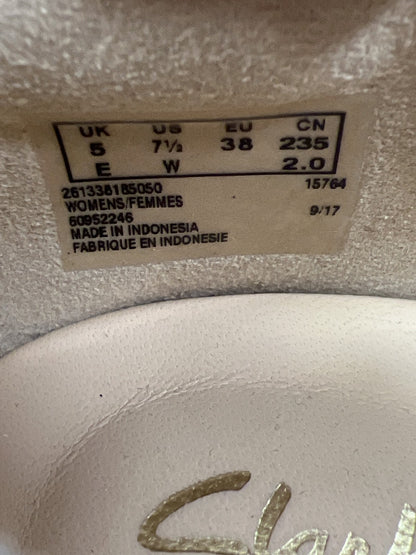 UK US EU CN
5 7½ 38 235
E W 2.0
261338185050 15764
WOMENS/FEMMES
60952246 9/17
MADE IN INDONESIA
FABRIQUE EN INDONESIE